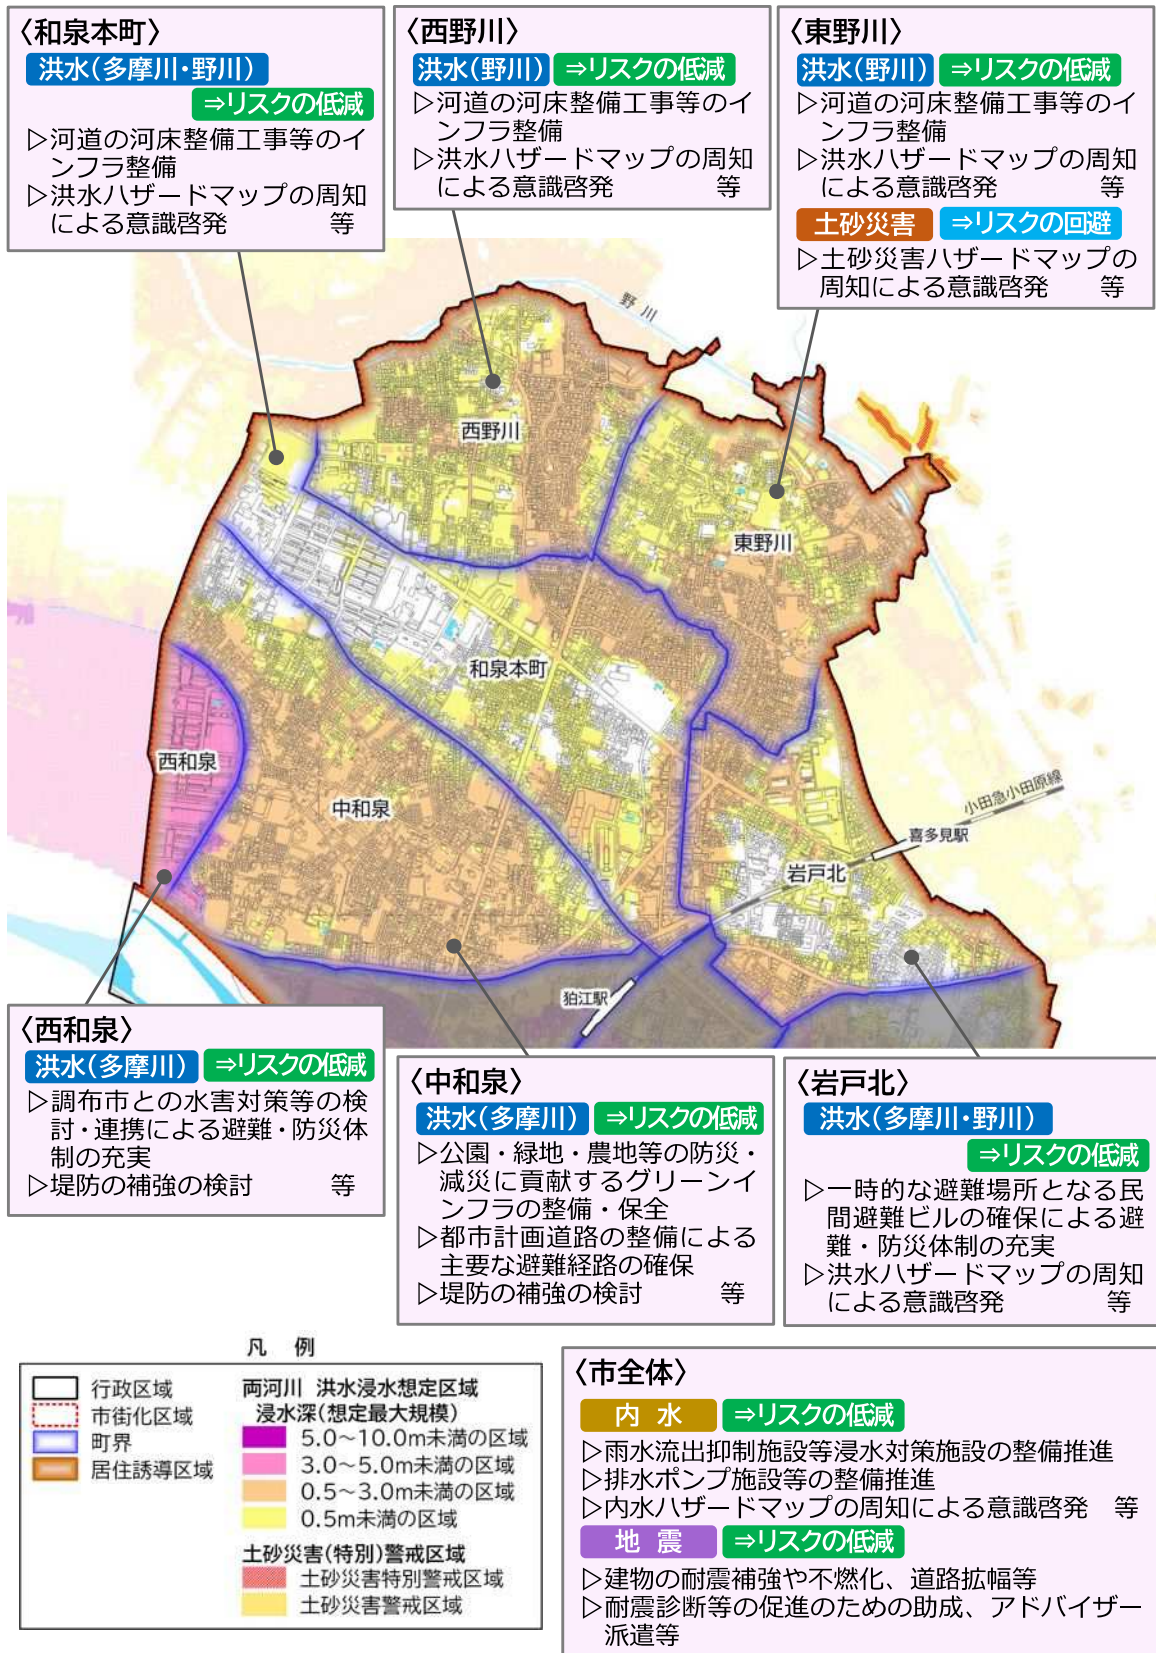 〈和泉本町〉
洪水(多摩川・野川)
⇒リスクの低減
▷河道の河床整備工事等のイ
ンフラ整備
▷洪水ハザードマップの周知
による意識啓発 等
〈西野川〉
洪水(野川) ⇒リスクの低減
▷河道の河床整備工事等のイ
ンフラ整備
▷洪水ハザードマップの周知
による意識啓発 等
〈東野川〉
洪水(野川) ⇒リスクの低減
▷河道の河床整備工事等のイ
ンフラ整備
▷洪水ハザードマップの周知
による意識啓発 等
土砂災害 ⇒リスクの回避
▷土砂災害ハザードマップの
周知による意識啓発 等
野川
西野川
東野川
和泉本町
西和泉
中和泉
小田急小田原線
喜多見駅
岩戸北
狛江駅
〈西和泉〉
洪水(多摩川) ⇒リスクの低減
▷調布市との水害対策等の検
討・連携による避難・防災体
制の充実
▷堤防の補強の検討 等
〈中和泉〉
洪水(多摩川) ⇒リスクの低減
▷公園・緑地・農地等の防災・
減災に貢献するグリーンイ
ンフラの整備・保全
▷都市計画道路の整備による
主要な避難経路の確保
▷堤防の補強の検討 等
〈岩戸北〉
洪水(多摩川・野川)
⇒リスクの低減
▷一時的な避難場所となる民
間避難ビルの確保による避
難・防災体制の充実
▷洪水ハザードマップの周知
による意識啓発 等
凡 例
行政区域
市街化区域
町界
居住誘導区域
両河川 洪水浸水想定区域
浸水深(想定最大規模)
5.0~10.0m未満の区域
3.0~5.0m未満の区域
0.5~3.0m未満の区域
0.5m未満の区域
土砂災害(特別)警戒区域
土砂災害特別警戒区域
土砂災害警戒区域
〈市全体〉
内 水 ⇒リスクの低減
▷雨水流出抑制施設等浸水対策施設の整備推進
▷排水ポンプ施設等の整備推進
▷内水ハザードマップの周知による意識啓発 等
地 震 ⇒リスクの低減
▷建物の耐震補強や不燃化、道路拡幅等
▷耐震診断等の促進のための助成、アドバイザー
派遣等